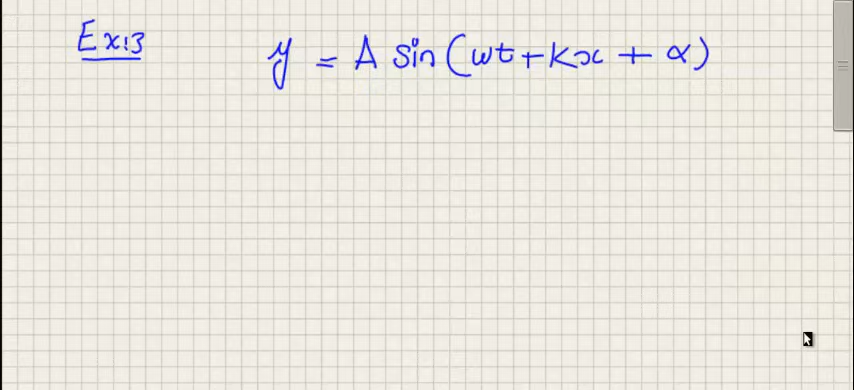 Ex:3 y = A sin(ωt + kx + α)